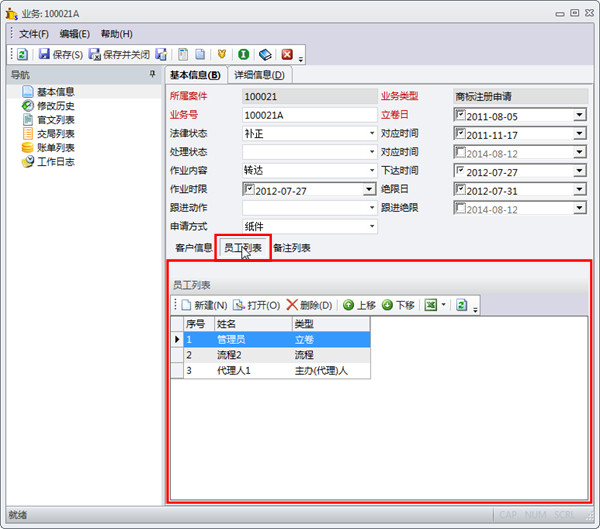 业务: 100021A
文件(F) 编辑(E) 帮助(H)
保存(S) 保存并关闭
导航
基本信息
修改历史
官文列表
交局列表
账单列表
工作日志
基本信息(B) 详细信息(D)
所属案件 100021 业务类型 商标注册申请
业务号 100021A 立卷日 2011-08-05
法律状态 补正 对应时间 2011-11-17
处理状态 对应时间 2014-08-12
作业内容 转达 下达时间 2012-07-27
作业时限 2012-07-27 绝限日 2012-07-31
跟进动作 跟进绝限 2014-08-12
申请方式 纸件
客户信息 员工列表 备注列表
员工列表
新建(N) 打开(O) 删除(D) 上移 下移
序号 姓名 类型
1 管理员 立卷
2 流程2 流程
3 代理人1 主办(代理)人
就绪 CAP NUM SCRL